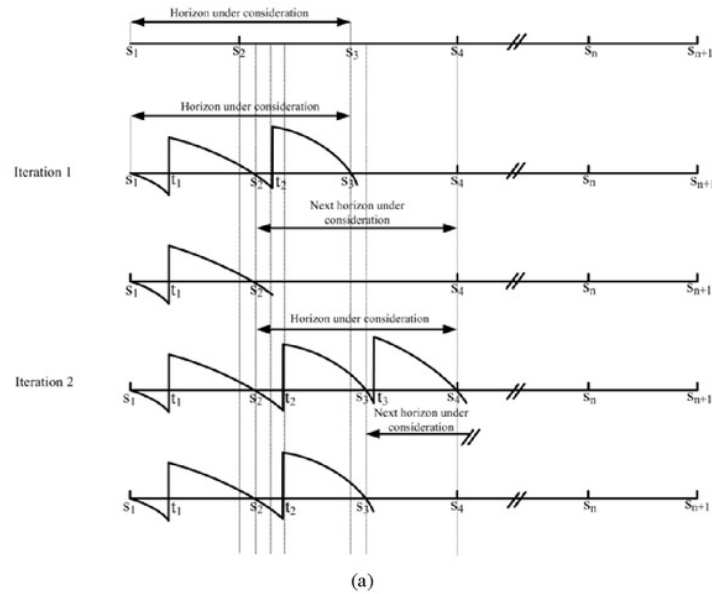 Horizon under consideration
S1 S2 S3 S4 Sn Sn+1
Horizon under consideration
Iteration 1
S1 t1 S2 t2 S3 S4 Sn Sn+1
Next horizon under
consideration
S1 t1 S2 S4 Sn Sn+1
Horizon under consideration
Iteration 2
S1 t1 S2 t2 S3 t3 S4 Sn Sn+1
Next horizon under
consideration
S1 t1 S2 t2 S3 S4 Sn Sn+1
(a)